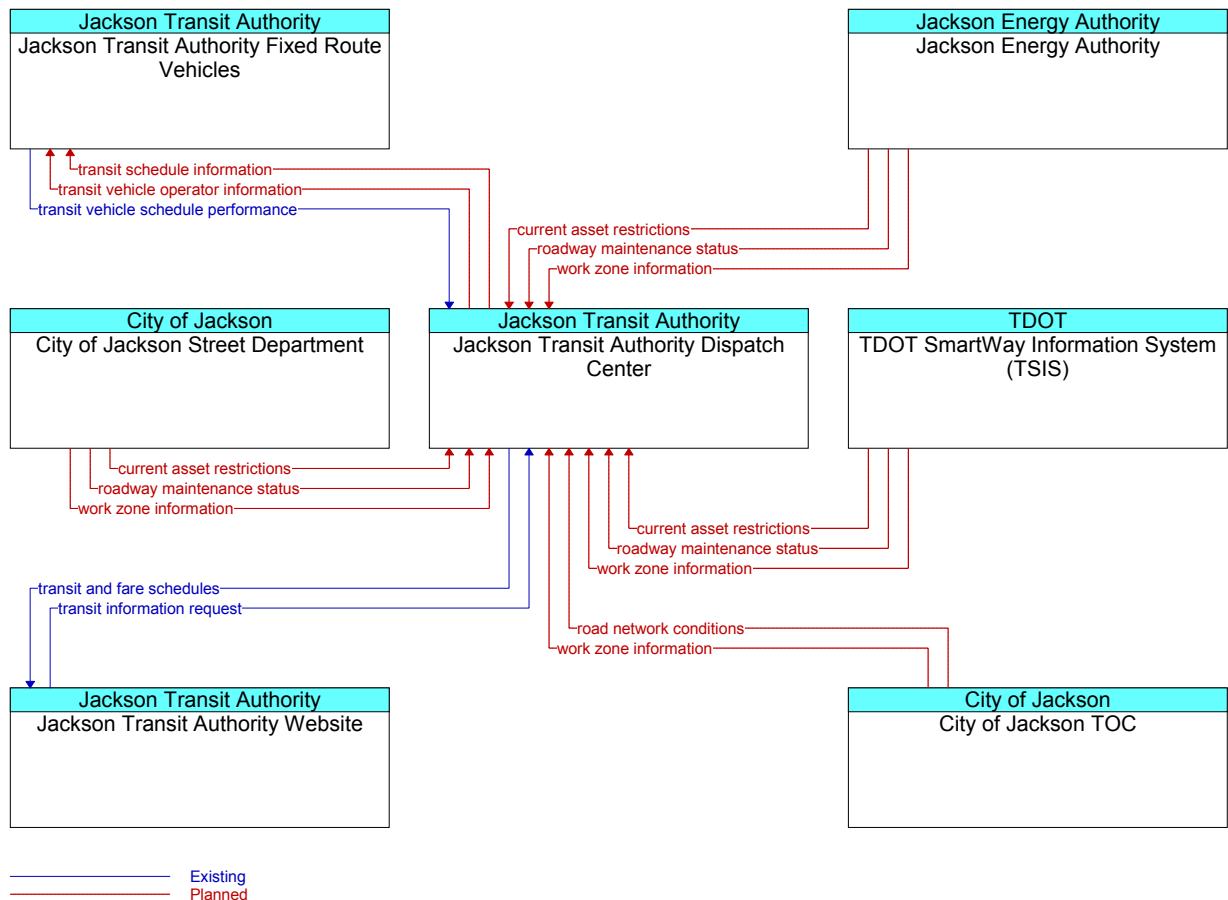 Jackson Transit Authority
Jackson Transit Authority Fixed Route
Vehicles
Jackson Energy Authority
Jackson Energy Authority
transit schedule information
transit vehicle operator information
transit vehicle schedule performance
current asset restrictions
roadway maintenance status
work zone information
City of Jackson
City of Jackson Street Department
Jackson Transit Authority
Jackson Transit Authority Dispatch
Center
TDOT
TDOT SmartWay Information System
(TSIS)
current asset restrictions
roadway maintenance status
work zone information
current asset restrictions
roadway maintenance status
work zone information
transit and fare schedules
transit information request
road network conditions
work zone information
Jackson Transit Authority
Jackson Transit Authority Website
City of Jackson
City of Jackson TOC
Existing
Planned